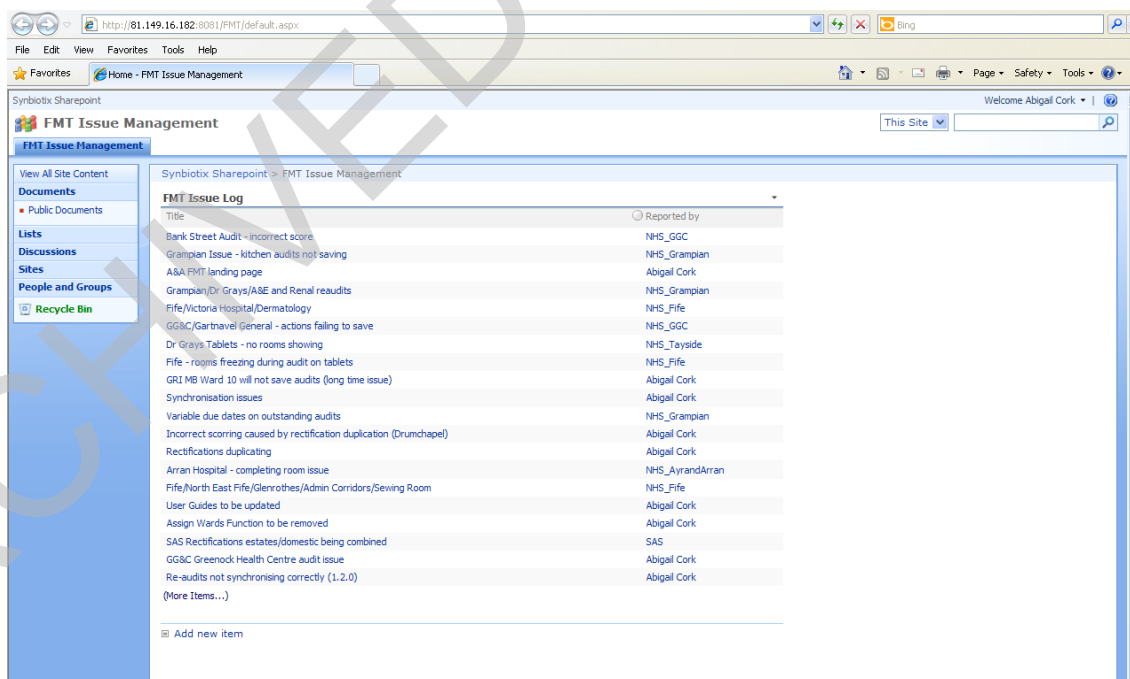 http://81.149.16.182:8081/FMT/default.aspx
Bing
File Edit View Favorites Tools Help
Favorites
Home - FMT Issue Management
Page Safety Tools
Synbiotix Sharepoint
Welcome Abigail Cork
FMT Issue Management
This Site
FMT Issue Management
View All Site Content
Documents
Public Documents
Lists
Discussions
Sites
People and Groups
Recycle Bin
Synbiotix Sharepoint > FMT Issue Management
FMT Issue Log
Title Reported by
Bank Street Audit - incorrect score NHS_GGC
Grampian Issue - kitchen audits not saving NHS_Grampian
A&A FMT landing page Abigail Cork
Grampian/Dr Grays/A&E and Renal reaudits NHS_Grampian
Fife/Victoria Hospital/Dermatology NHS_Fife
GG&C/Gartnavel General - actions failing to save NHS_GGC
Dr Grays Tablets - no rooms showing NHS_Tayside
Fife - rooms freezing during audit on tablets NHS_Fife
GRI MB Ward 10 will not save audits (long time issue) Abigail Cork
Synchronisation issues Abigail Cork
Variable due dates on outstanding audits NHS_Grampian
Incorrect scorring caused by rectification duplication (Drumchapel) Abigail Cork
Rectifications duplicating Abigail Cork
Arran Hospital - completing room issue NHS_AyrandArran
Fife/North East Fife/Glenrothes/Admin Corridors/Sewing Room NHS_Fife
User Guides to be updated Abigail Cork
Assign Wards Function to be removed Abigail Cork
SAS Rectifications estates/domestic being combined SAS
GG&C Greenock Health Centre audit issue Abigail Cork
Re-audits not synchronising correctly (1.2.0) Abigail Cork
(More Items...)
Add new item
CHIVED